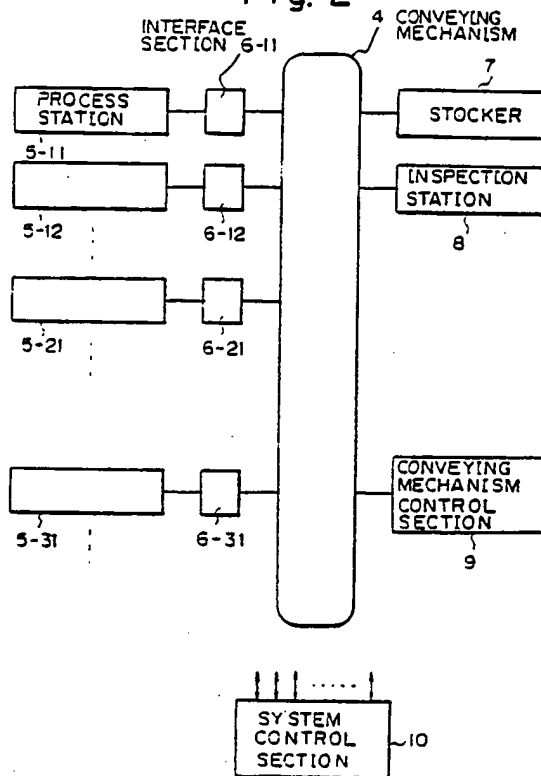 Fig. 2
INTERFACE
SECTION 6-11
4 CONVEYING
MECHANISM
PROCESS
STATION
5-11
7
STOCKER
5-12
6-12
INSPECTION
STATION
8
5-21
6-21
5-31
6-31
CONVEYING
MECHANISM
CONTROL
SECTION
9
SYSTEM
CONTROL
SECTION
10